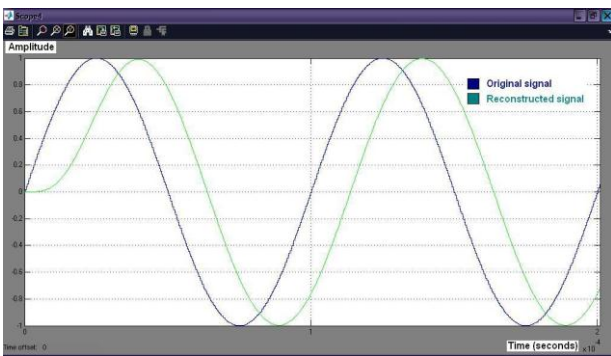 Scope4
Amplitude
Original signal
Reconstructed signal
1
0.8
0.6
0.4
0.2
0
-0.2
-0.4
-0.6
-0.8
-1
0
1
2
Time (seconds)
x10
-4
Time offset: 0